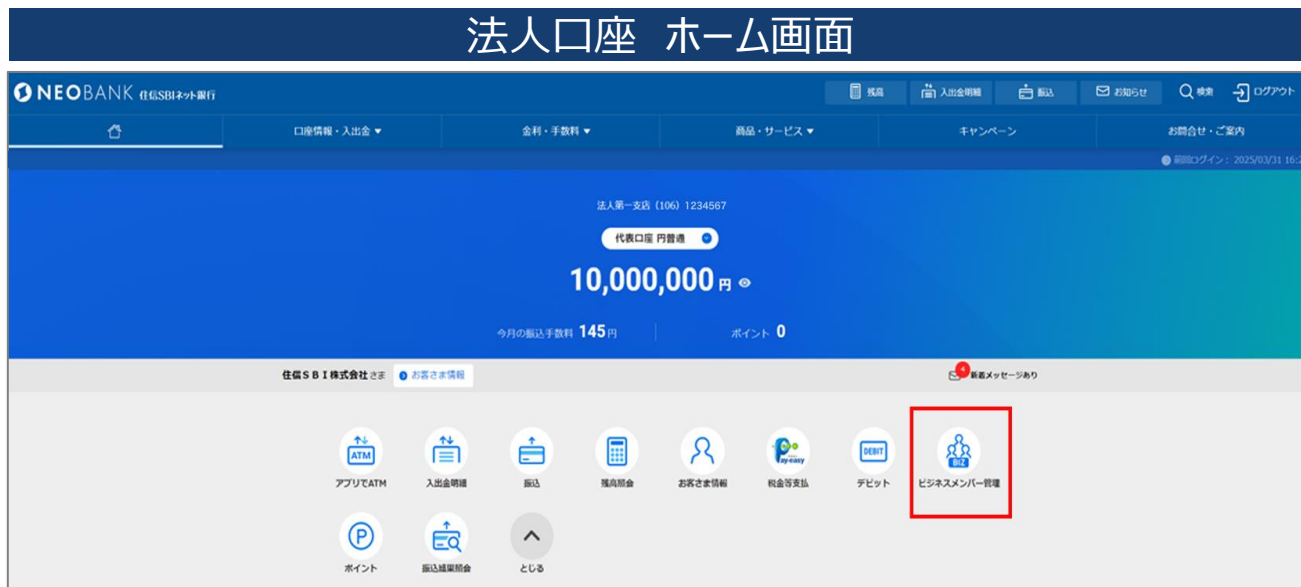 法人口座 ホーム画面
NEOBANK 住信SBIネット銀行
残高 入出金明細 振込 お知らせ 検索 ログアウト
口座情報・入出金▼ 金利・手数料▼ 商品・サービス▼ キャンペーン お問合せ・ご案内
前回ログイン: 2025/03/31 16:2
法人第一支店 (106) 1234567
代表口座 円普通
10,000,000 円
今月の振込手数料 145円 ポイント 0
住信SBI株式会社さま お客さま情報 4 新着メッセージあり
ATM Pay-easy DEBIT BIZ
アプリでATM 入出金明細 振込 残高照会 お客さま情報 税金等支払 デビット ビジネスメンバー管理
P
ポイント 振込結果照会 とじる